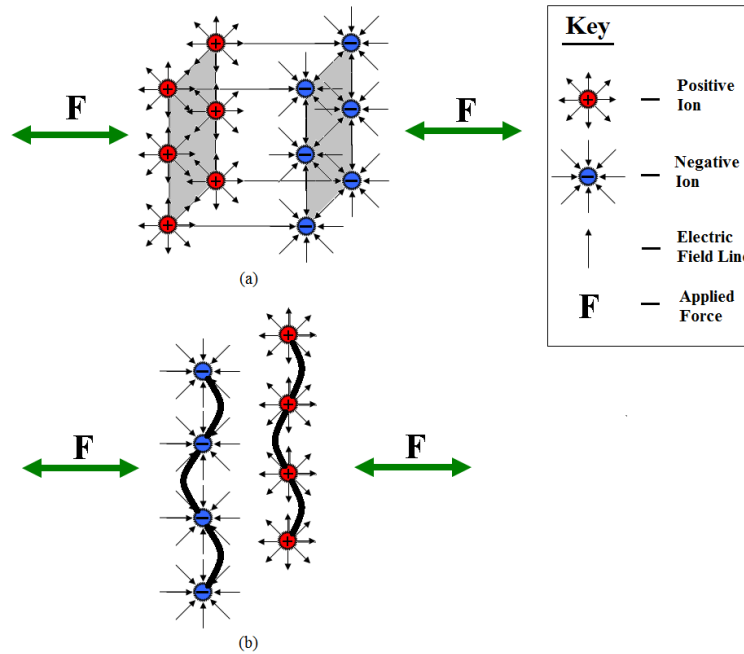 Key
F
F
Positive
Ion
Negative
Ion
Electric
Field Line
F
Applied
Force
(a)
F
F
(b)